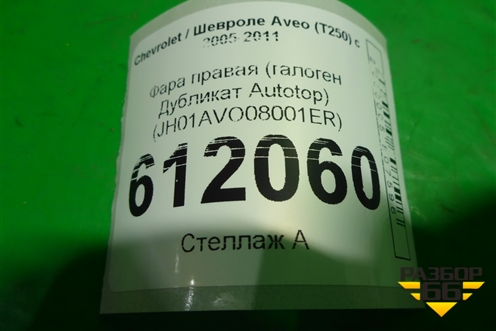 Chevrolet / Шевроле Aveo (T250) с
2005-2011
Фара правая (галоген
Дубликат Autotop)
(JH01AVO08001ER)
612060
Стеллаж А
РАЗБОР
66